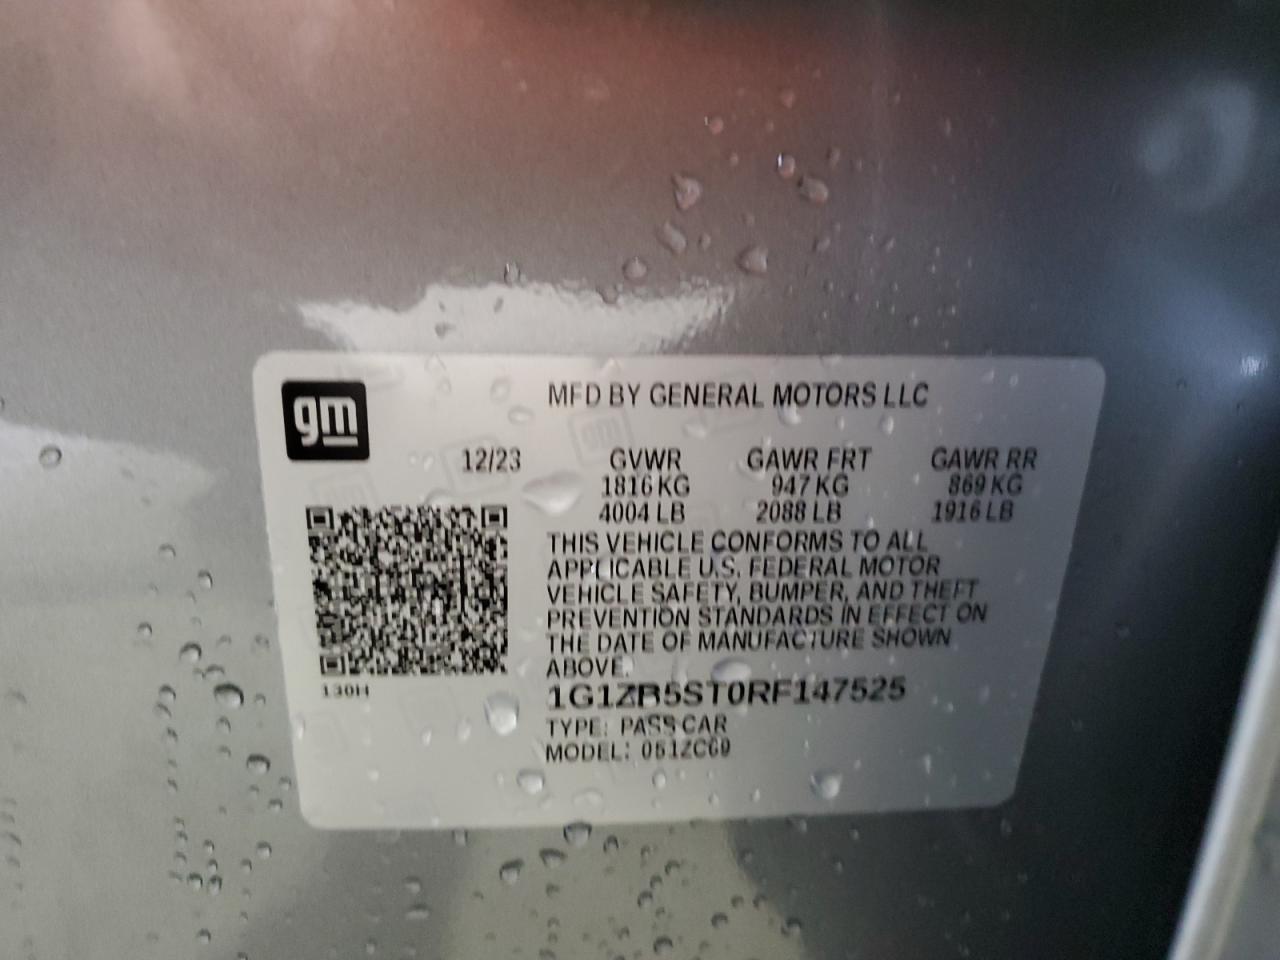 gm
MFD BY GENERAL MOTORS LLC
12/23 GVWR GAWR FRT GAWR RR
1816 KG 947 KG 869 KG
4004 LB 2088 LB 1916 LB
THIS VEHICLE CONFORMS TO ALL
APPLICABLE U.S. FEDERAL MOTOR
VEHICLE SAFETY, BUMPER, AND THEFT
PREVENTION STANDARDS IN EFFECT ON
THE DATE OF MANUFACTURE SHOWN
ABOVE.
130H
1G1ZB5ST0RF147525
TYPE: PASS CAR
MODEL: